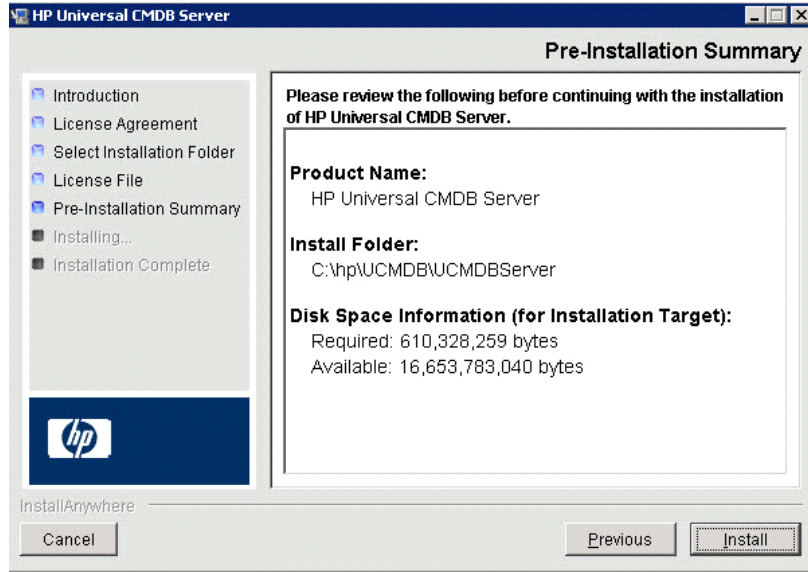 HP Universal CMDB Server
Pre-Installation Summary
Introduction
License Agreement
Select Installation Folder
License File
Pre-Installation Summary
Installing...
Installation Complete
Please review the following before continuing with the installation
of HP Universal CMDB Server.
Product Name:
HP Universal CMDB Server
Install Folder:
C:\hp\UCMDB\UCMDBServer
Disk Space Information (for Installation Target):
Required: 610,328,259 bytes
Available: 16,653,783,040 bytes
hp
InstallAnywhere
Cancel
Previous
Install